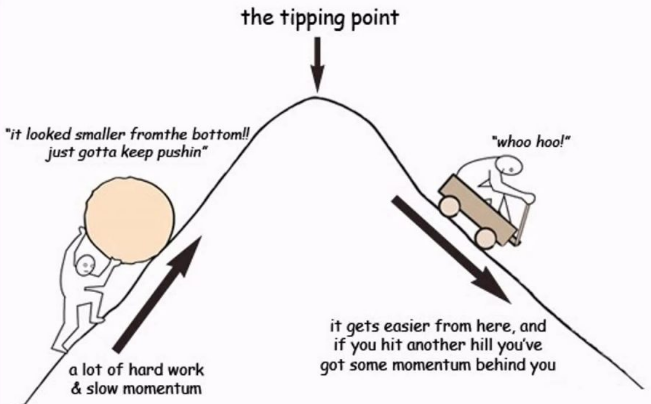 the tipping point
"it looked smaller fromthe bottom!!
just gotta keep pushin"
"whoo hoo!"
a lot of hard work
& slow momentum
it gets easier from here, and
if you hit another hill you've
got some momentum behind you